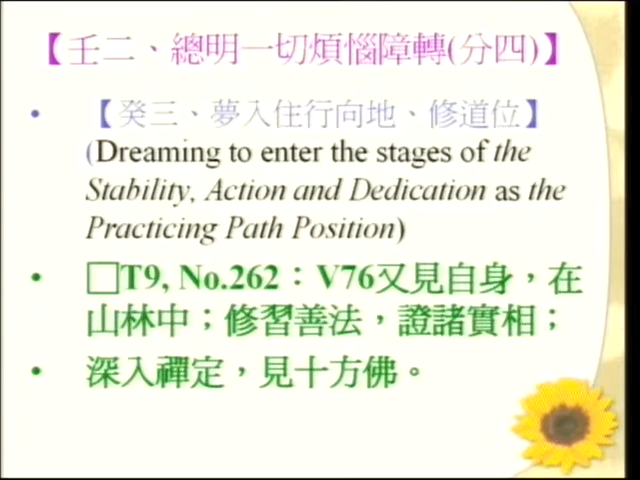 【壬二、總明一切煩惱障轉(分四)】
• 【癸三、夢入住行向地、修道位】
(Dreaming to enter the stages of the
Stability, Action and Dedication as the
Practicing Path Position)
• □T9, No.262：V76又見自身，在
山林中；修習善法，證諸實相；
• 深入禪定，見十方佛。